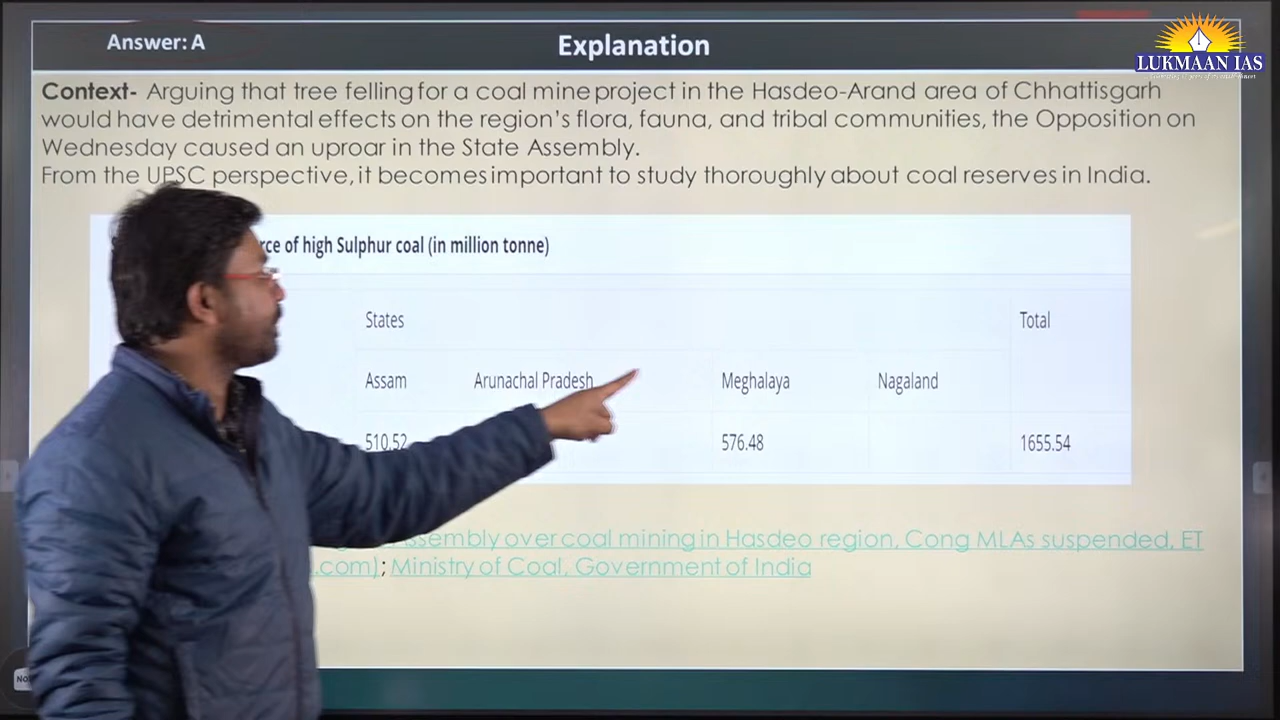 Answer: A
Explanation
LUKMAAN IAS
Context- Arguing that tree felling for a coal mine project in the Hasdeo-Arand area of Chhattisgarh
would have detrimental effects on the region's flora, fauna, and tribal communities, the Opposition on
Wednesday caused an uproar in the State Assembly.
From the UPSC perspective, it becomes important to study thoroughly about coal reserves in India.
of high Sulphur coal (in million tonne)
States Total
Assam Arunachal Pradesh Meghalaya Nagaland
510.52 576.48 1655.54
Assembly over coal mining in Hasdeo region, Cong MLAs suspended, ET
.com); Ministry of Coal, Government of India